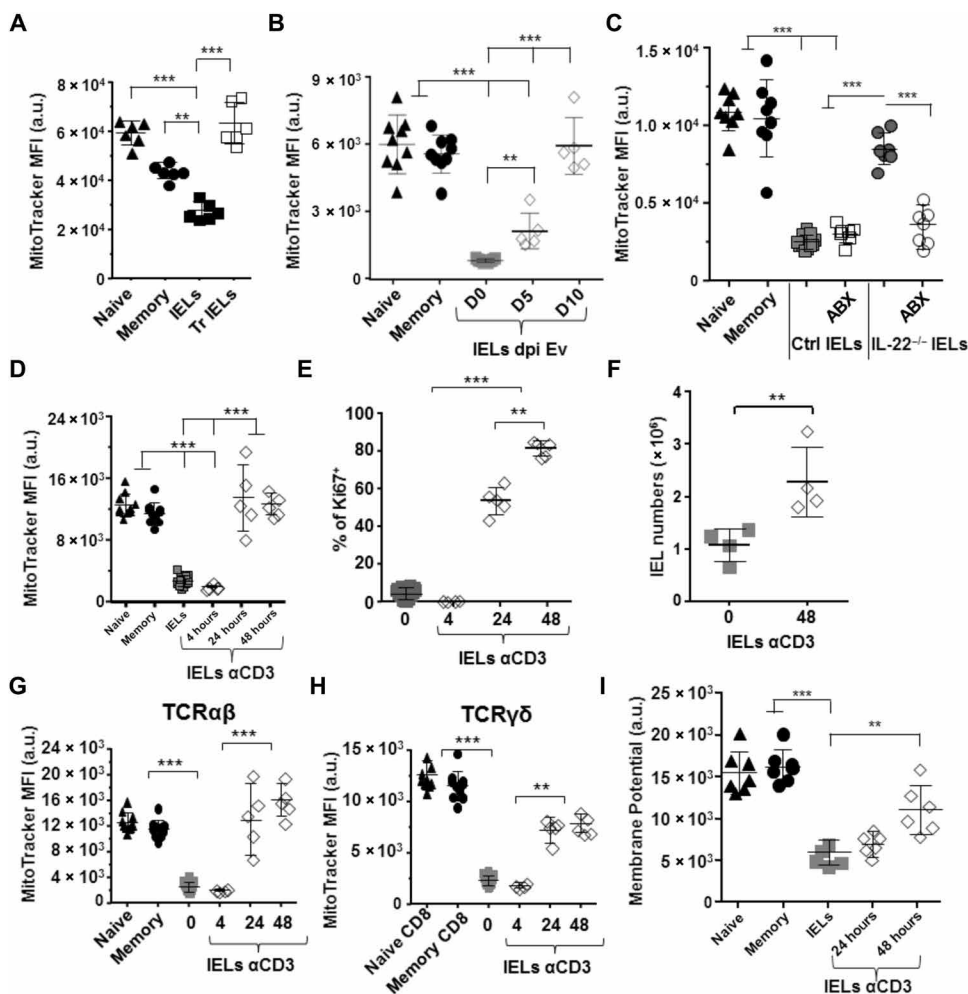 A
MitoTracker MFI (a.u.)
8 × 10⁴
6 × 10⁴
4 × 10⁴
2 × 10⁴
0
***
**
***
Naive
Memory
IELs
Tr IELs
B
MitoTracker MFI (a.u.)
9 × 10³
6 × 10³
3 × 10³
0
***
***
**
Naive
Memory
D0
D5
D10
IELs dpi Ev
C
MitoTracker MFI (a.u.)
1.5 × 10⁴
1.0 × 10⁴
5 × 10³
0
***
***
***
Naive
Memory
ABX
ABX
Ctrl IELs
IL-22⁻/⁻ IELs
D
MitoTracker MFI (a.u.)
16 × 10³
12 × 10³
8 × 10³
4 × 10³
0
***
***
Naive
Memory
IELs
4 hours
24 hours
48 hours
IELs αCD3
E
% of Ki67⁺
100
80
60
40
20
0
***
**
0
4
24
48
IELs αCD3
F
IEL numbers (× 10⁶)
4
3
2
1
0
**
0
48
IELs αCD3
G
TCRαβ
MitoTracker MFI (a.u.)
24 × 10³
20 × 10³
16 × 10³
12 × 10³
8 × 10³
4 × 10³
0
***
***
Naive
Memory
0
4
24
48
IELs αCD3
H
TCRγδ
MitoTracker MFI (a.u.)
15 × 10³
10 × 10³
5 × 10³
0
***
**
Naive CD8
Memory CD8
0
4
24
48
IELs αCD3
I
Membrane Potential (a.u.)
25 × 10³
20 × 10³
15 × 10³
10 × 10³
5 × 10³
0
***
**
Naive
Memory
IELs
24 hours
48 hours
IELs αCD3